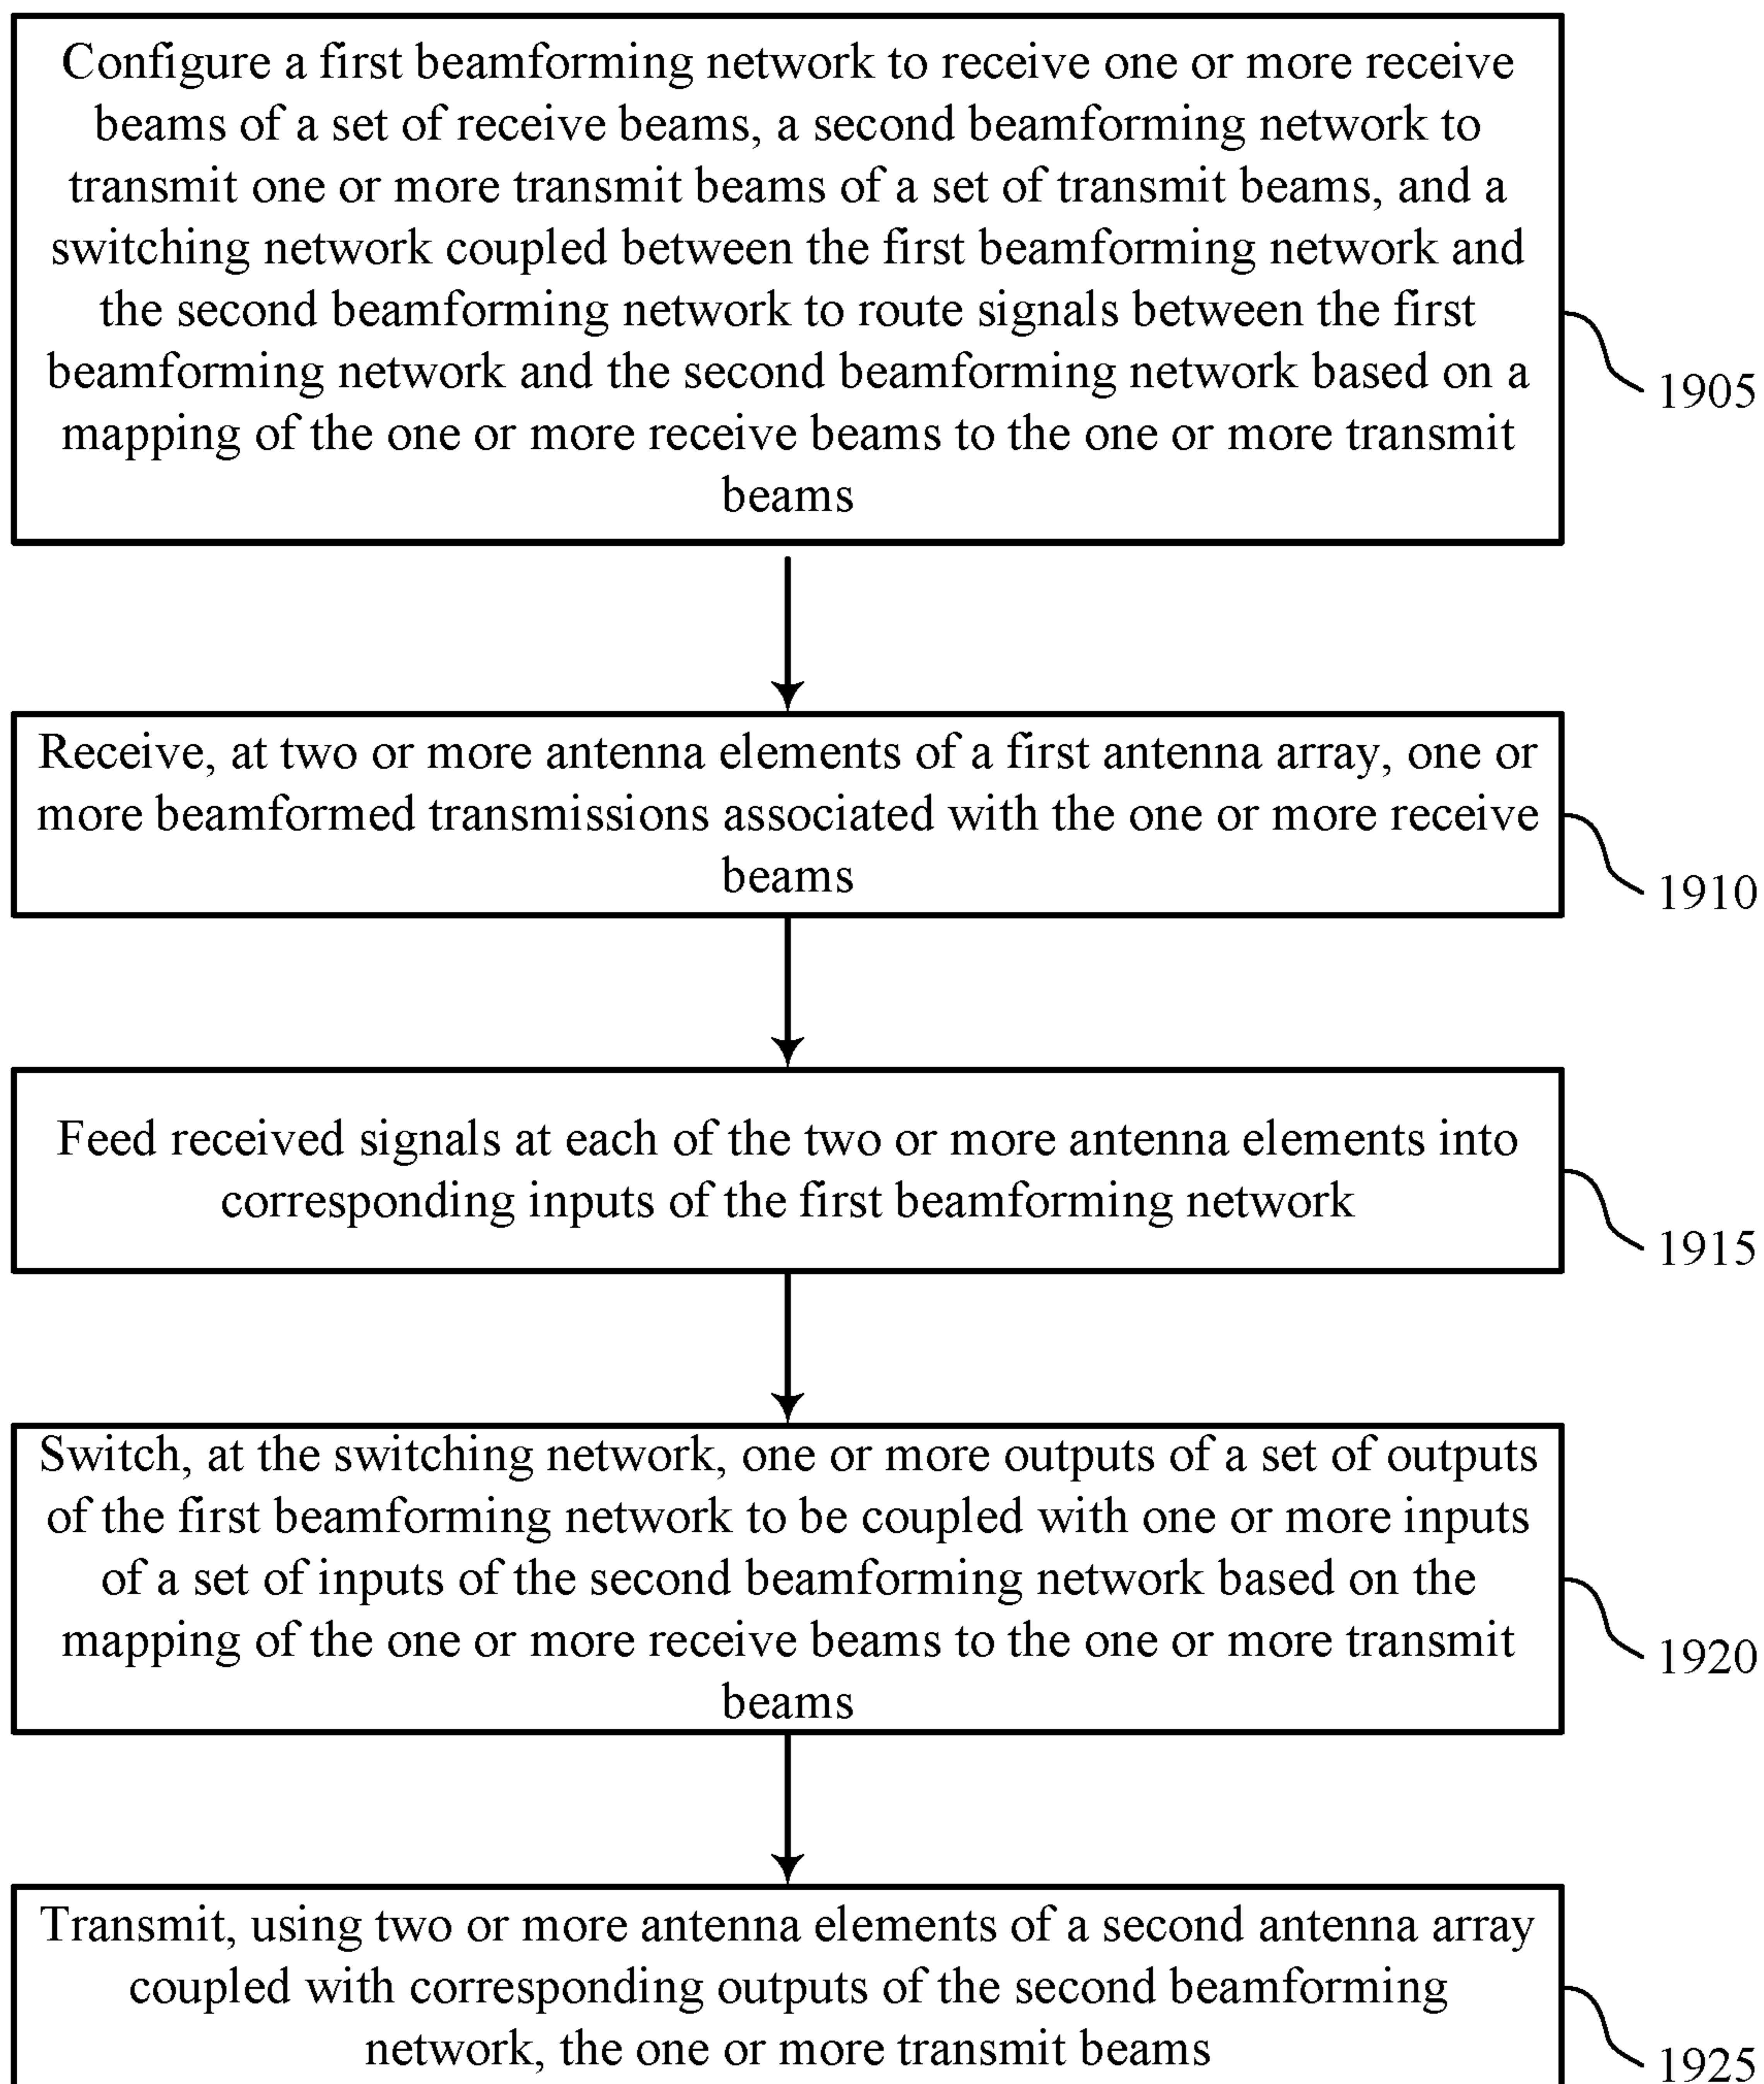 Configure a first beamforming network to receive one or more receive
beams of a set of receive beams, a second beamforming network to
transmit one or more transmit beams of a set of transmit beams, and a
switching network coupled between the first beamforming network and
the second beamforming network to route signals between the first
beamforming network and the second beamforming network based on a
mapping of the one or more receive beams to the one or more transmit
beams
1905
Receive, at two or more antenna elements of a first antenna array, one or
more beamformed transmissions associated with the one or more receive
beams
1910
Feed received signals at each of the two or more antenna elements into
corresponding inputs of the first beamforming network
1915
Switch, at the switching network, one or more outputs of a set of outputs
of the first beamforming network to be coupled with one or more inputs
of a set of inputs of the second beamforming network based on the
mapping of the one or more receive beams to the one or more transmit
beams
1920
Transmit, using two or more antenna elements of a second antenna array
coupled with corresponding outputs of the second beamforming
network, the one or more transmit beams
1925